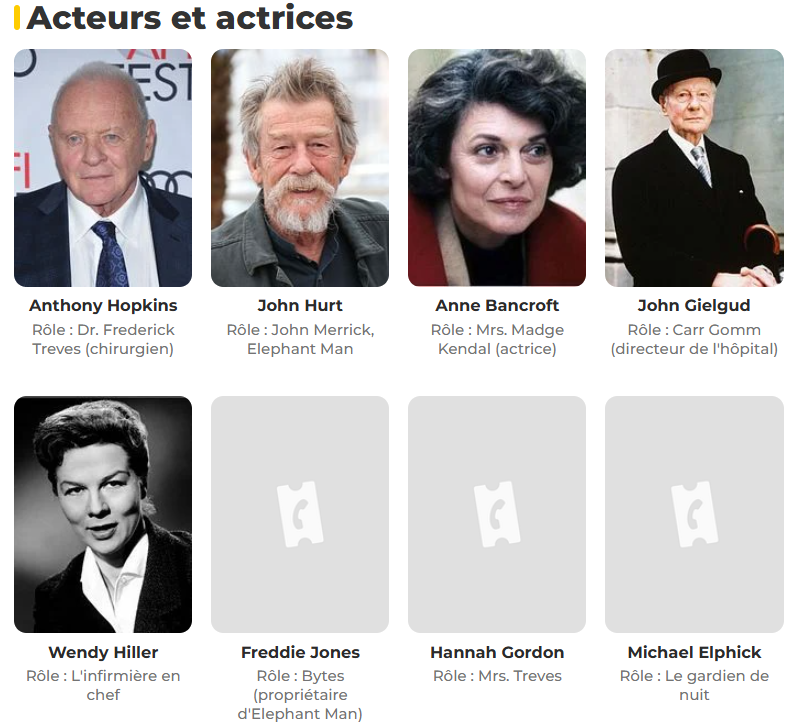 Acteurs et actrices
FEST
FI
Anthony Hopkins
John Hurt
Anne Bancroft
John Gielgud
Rôle : Dr. Frederick
Treves (chirurgien)
Rôle : John Merrick,
Elephant Man
Rôle : Mrs. Madge
Kendal (actrice)
Rôle : Carr Gomm
(directeur de l'hôpital)
Wendy Hiller
Freddie Jones
Hannah Gordon
Michael Elphick
Rôle : L'infirmière en
chef
Rôle : Bytes
(propriétaire
d'Elephant Man)
Rôle : Mrs. Treves
Rôle : Le gardien de
nuit